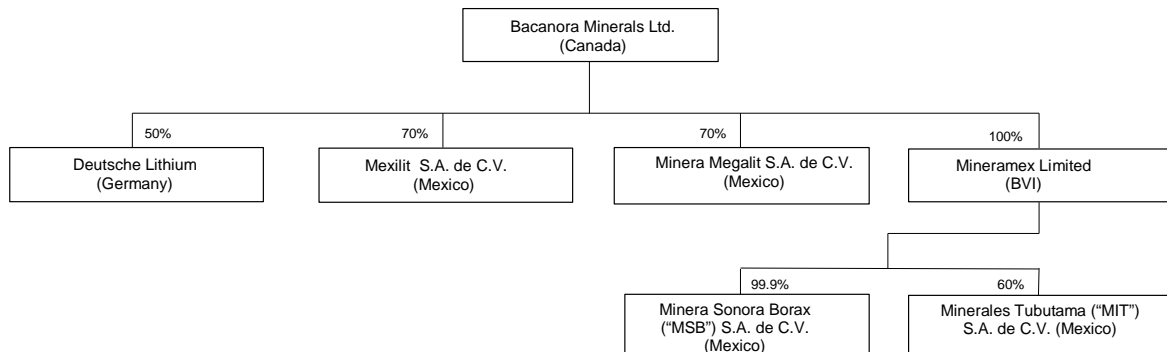 Bacanora Minerals Ltd.
(Canada)
50%
70%
70%
100%
Deutsche Lithium
(Germany)
Mexilit S.A. de C.V.
(Mexico)
Minera Megalit S.A. de C.V.
(Mexico)
Mineramex Limited
(BVI)
99.9%
60%
Minera Sonora Borax
(“MSB”) S.A. de C.V.
(Mexico)
Minerales Tubutama (“MIT”)
S.A. de C.V. (Mexico)